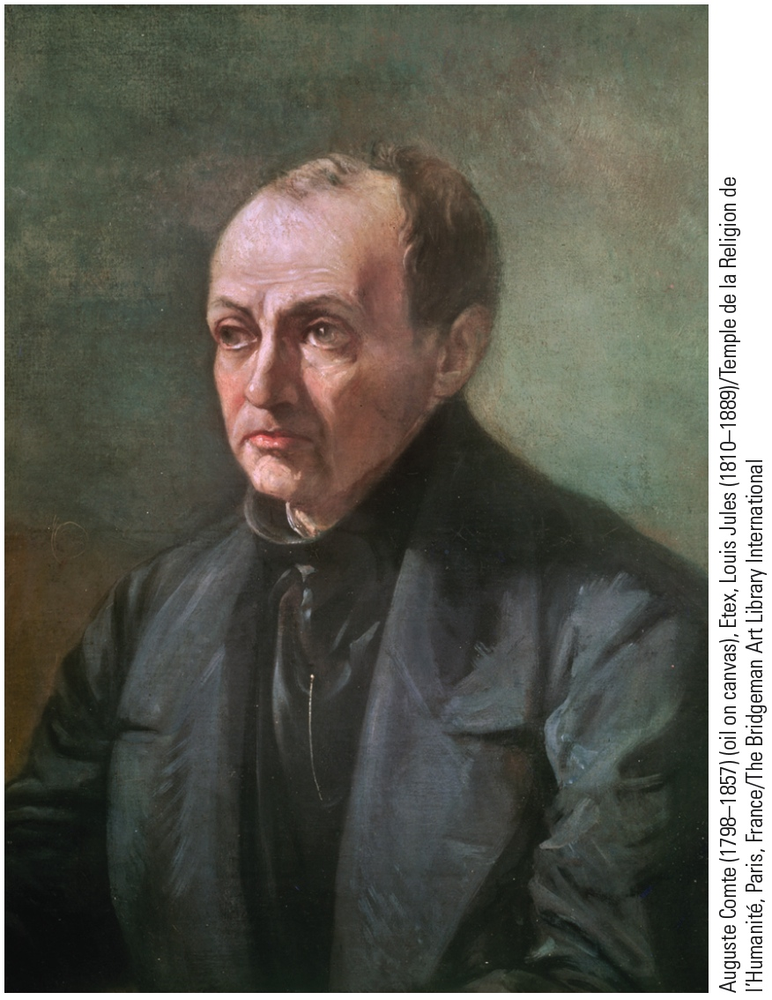 Auguste Comte (1798–1857) (oil on canvas), Etex, Louis Jules (1810–1889)/Temple de la Religion de
l’Humanité, Paris, France/The Bridgeman Art Library International